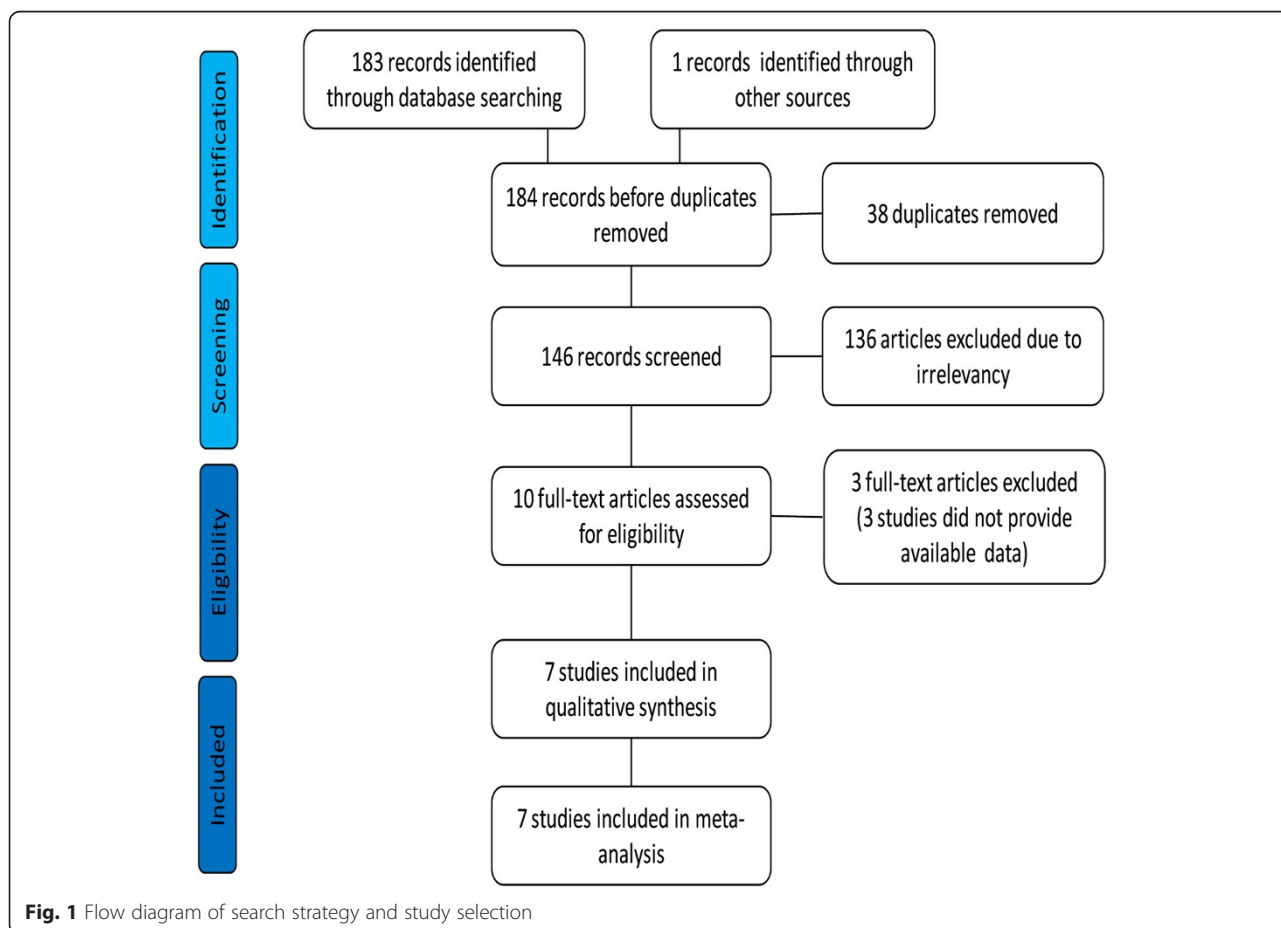 Identification
183 records identified
through database searching
1 records identified through
other sources
184 records before duplicates
removed
38 duplicates removed
Screening
146 records screened
136 articles excluded due to
irrelevancy
Eligibility
10 full-text articles assessed
for eligibility
3 full-text articles excluded
(3 studies did not provide
available data)
Included
7 studies included in
qualitative synthesis
7 studies included in meta-
analysis
Fig. 1 Flow diagram of search strategy and study selection